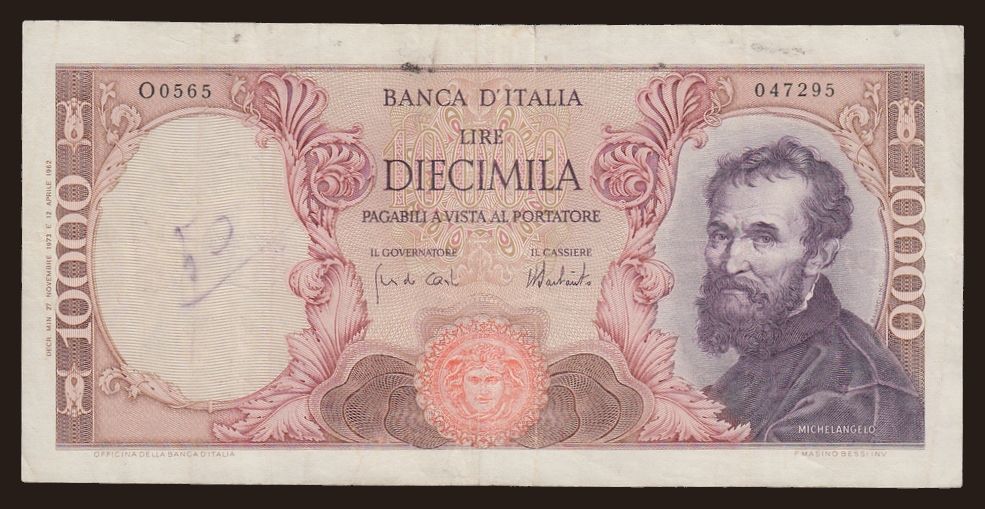 O0565
047295
BANCA D'ITALIA
LIRE
DIECIMILA
PAGABILI A VISTA AL PORTATORE
IL GOVERNATORE
IL CASSIERE
10000
10000
10000
DECR. MIN. 27 NOVEMBRE 1973 E 12 APRILE 1962
MICHELANGELO
OFFICINA DELLA BANCA D'ITALIA
F. MASINO BESSI INV.